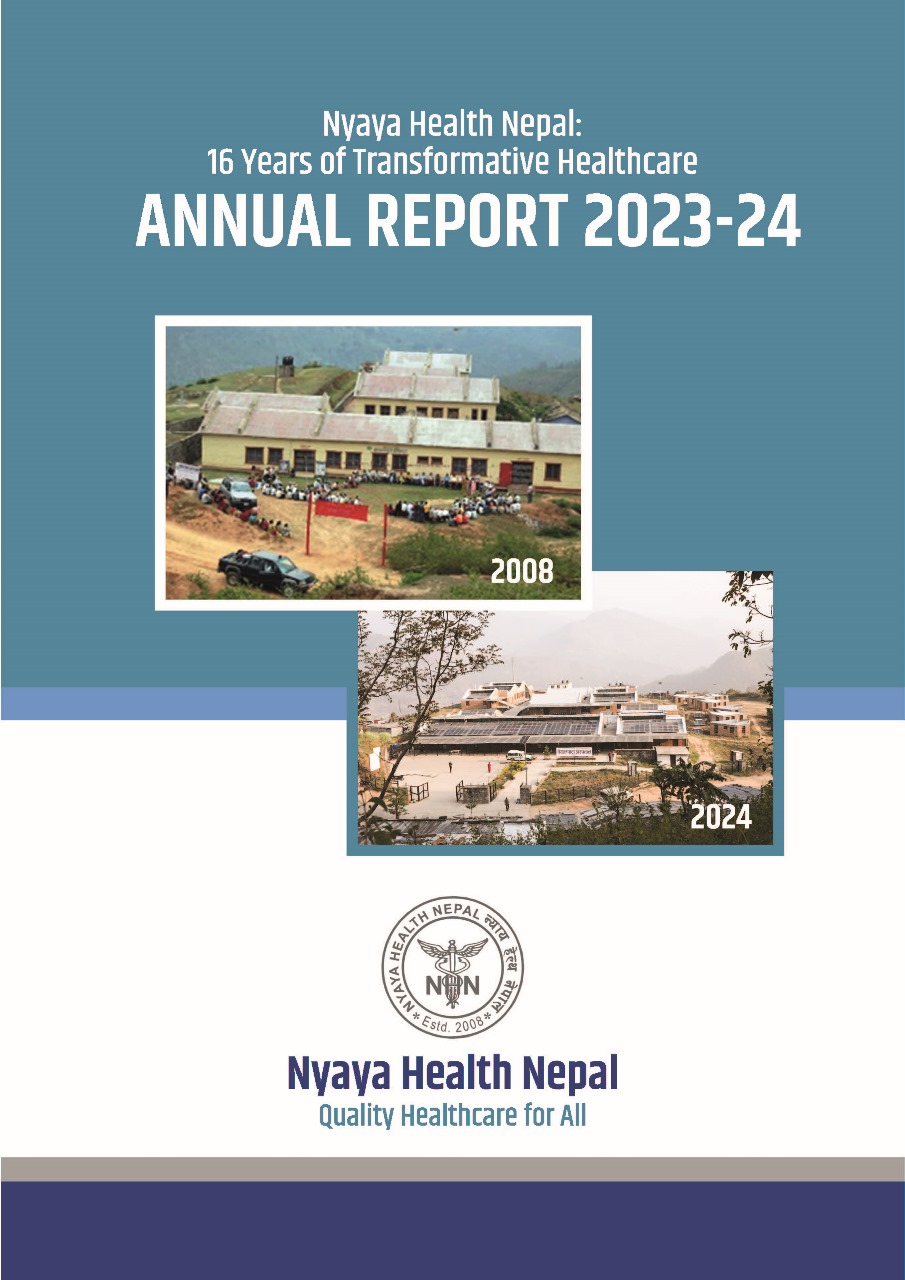 Nyaya Health Nepal:
16 Years of Transformative Healthcare
ANNUAL REPORT 2023-24
2008
2024
NYAYA HEALTH NEPAL न्याय हेल्थ नेपाल
NHN
* Estd. 2008 *
Nyaya Health Nepal
Quality Healthcare for All